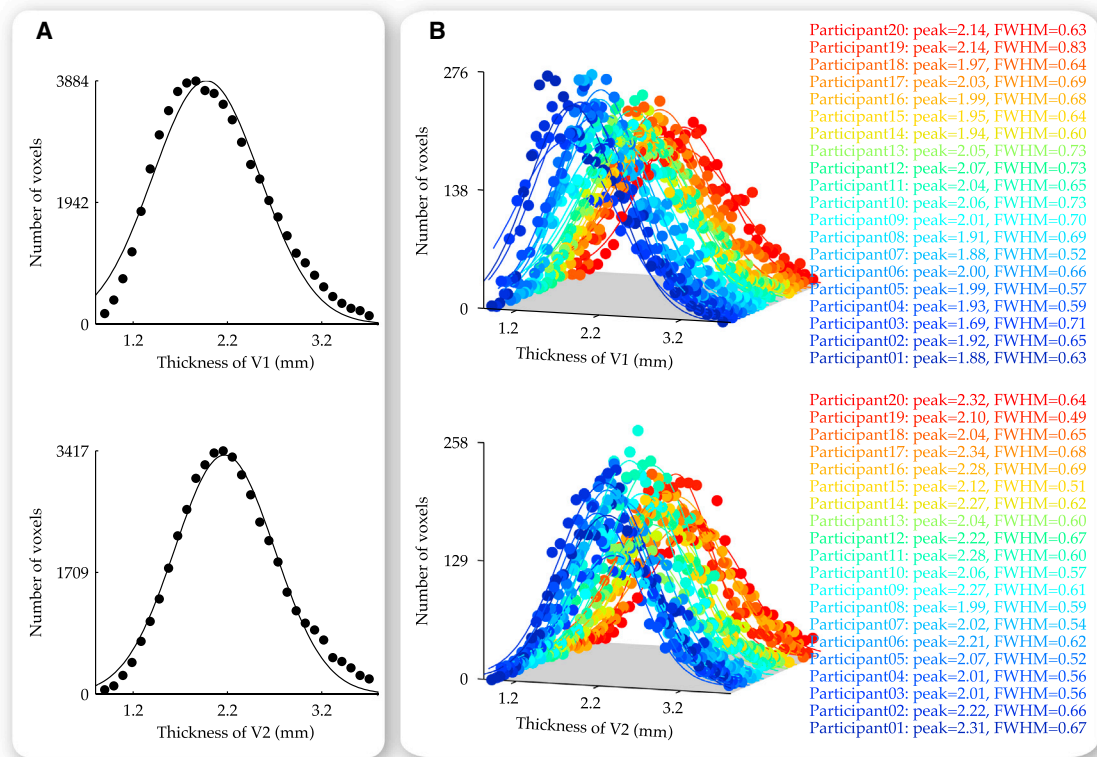 A
3884
1942
0
Number of voxels
1.2 2.2 3.2
Thickness of V1 (mm)
3417
1709
0
Number of voxels
1.2 2.2 3.2
Thickness of V2 (mm)
B
276
138
0
Number of voxels
1.2 2.2 3.2
Thickness of V1 (mm)
Participant20: peak=2.14, FWHM=0.63
Participant19: peak=2.14, FWHM=0.83
Participant18: peak=1.97, FWHM=0.64
Participant17: peak=2.03, FWHM=0.69
Participant16: peak=1.99, FWHM=0.68
Participant15: peak=1.95, FWHM=0.64
Participant14: peak=1.94, FWHM=0.60
Participant13: peak=2.05, FWHM=0.73
Participant12: peak=2.07, FWHM=0.73
Participant11: peak=2.04, FWHM=0.65
Participant10: peak=2.06, FWHM=0.73
Participant09: peak=2.01, FWHM=0.70
Participant08: peak=1.91, FWHM=0.69
Participant07: peak=1.88, FWHM=0.52
Participant06: peak=2.00, FWHM=0.66
Participant05: peak=1.99, FWHM=0.57
Participant04: peak=1.93, FWHM=0.59
Participant03: peak=1.69, FWHM=0.71
Participant02: peak=1.92, FWHM=0.65
Participant01: peak=1.88, FWHM=0.63
258
129
0
Number of voxels
1.2 2.2 3.2
Thickness of V2 (mm)
Participant20: peak=2.32, FWHM=0.64
Participant19: peak=2.10, FWHM=0.49
Participant18: peak=2.04, FWHM=0.65
Participant17: peak=2.34, FWHM=0.68
Participant16: peak=2.28, FWHM=0.69
Participant15: peak=2.12, FWHM=0.51
Participant14: peak=2.27, FWHM=0.62
Participant13: peak=2.04, FWHM=0.60
Participant12: peak=2.22, FWHM=0.67
Participant11: peak=2.28, FWHM=0.60
Participant10: peak=2.06, FWHM=0.57
Participant09: peak=2.27, FWHM=0.61
Participant08: peak=1.99, FWHM=0.59
Participant07: peak=2.02, FWHM=0.54
Participant06: peak=2.21, FWHM=0.62
Participant05: peak=2.07, FWHM=0.52
Participant04: peak=2.01, FWHM=0.56
Participant03: peak=2.01, FWHM=0.56
Participant02: peak=2.22, FWHM=0.66
Participant01: peak=2.31, FWHM=0.67